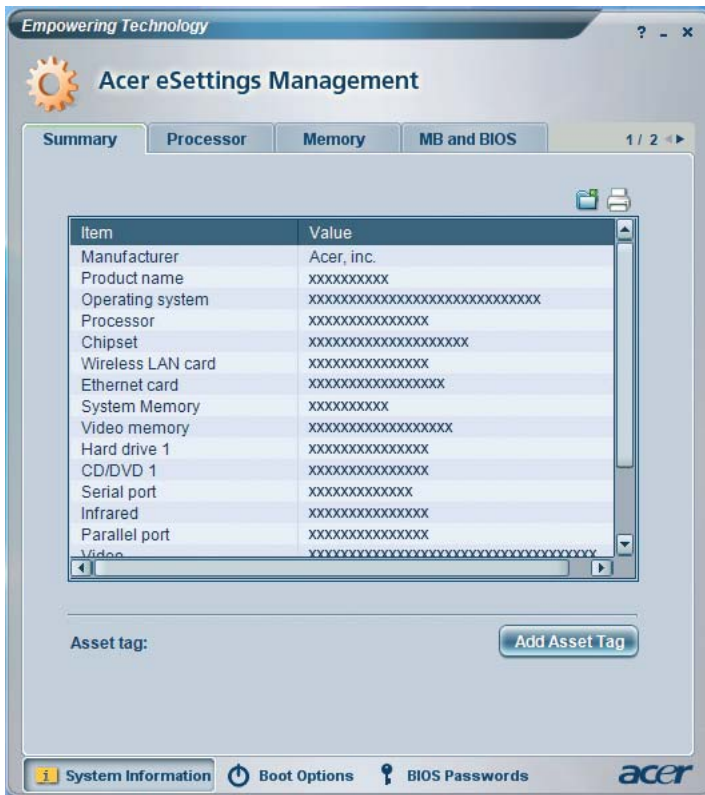 Empowering Technology
? - x
Acer eSettings Management
Summary Processor Memory MB and BIOS 1 / 2
Item Value
Manufacturer Acer, inc.
Product name xxxxxxxxxx
Operating system xxxxxxxxxxxxxxxxxxxxxxxxxxxxx
Processor xxxxxxxxxxxxxxx
Chipset xxxxxxxxxxxxxxxxxxxx
Wireless LAN card xxxxxxxxxxxxxxx
Ethernet card xxxxxxxxxxxxxxxxx
System Memory xxxxxxxxxx
Video memory xxxxxxxxxxxxxxxxxx
Hard drive 1 xxxxxxxxxxxxxxx
CD/DVD 1 xxxxxxxxxxxxxxx
Serial port xxxxxxxxxxxxx
Infrared xxxxxxxxxxxxxxx
Parallel port xxxxxxxxxxxxxxx
Video xxxxxxxxxxxxxxxxxxxxxxxxxxxxxxxxxxxx
Asset tag: Add Asset Tag
System Information Boot Options BIOS Passwords acer